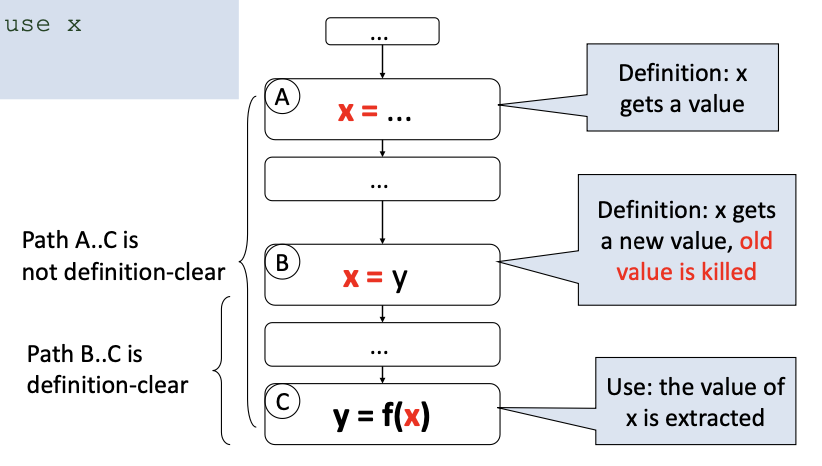 use x
...
A
x = ...
Definition: x
gets a value
...
Path A..C is
not definition-clear
B
x = y
Definition: x gets
a new value, old
value is killed
...
Path B..C is
definition-clear
C
y = f(x)
Use: the value of
x is extracted